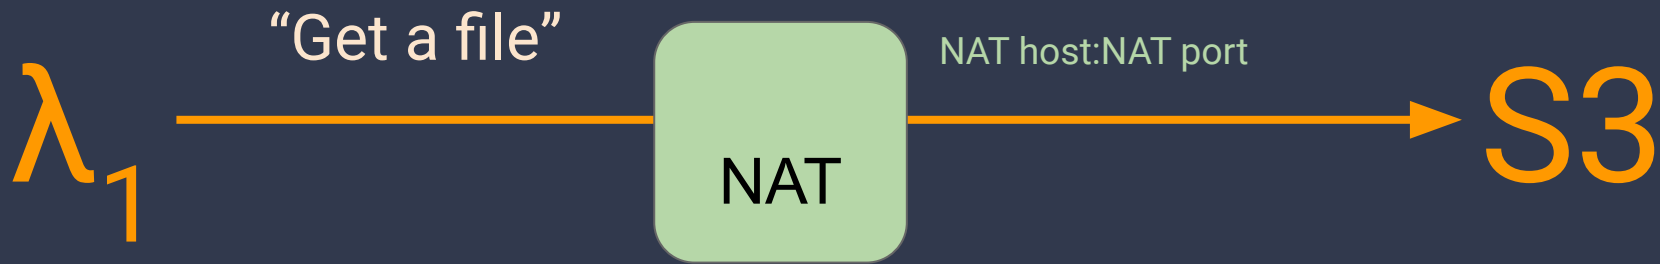 “Get a file”
NAT host:NAT port
λ1
NAT
S3